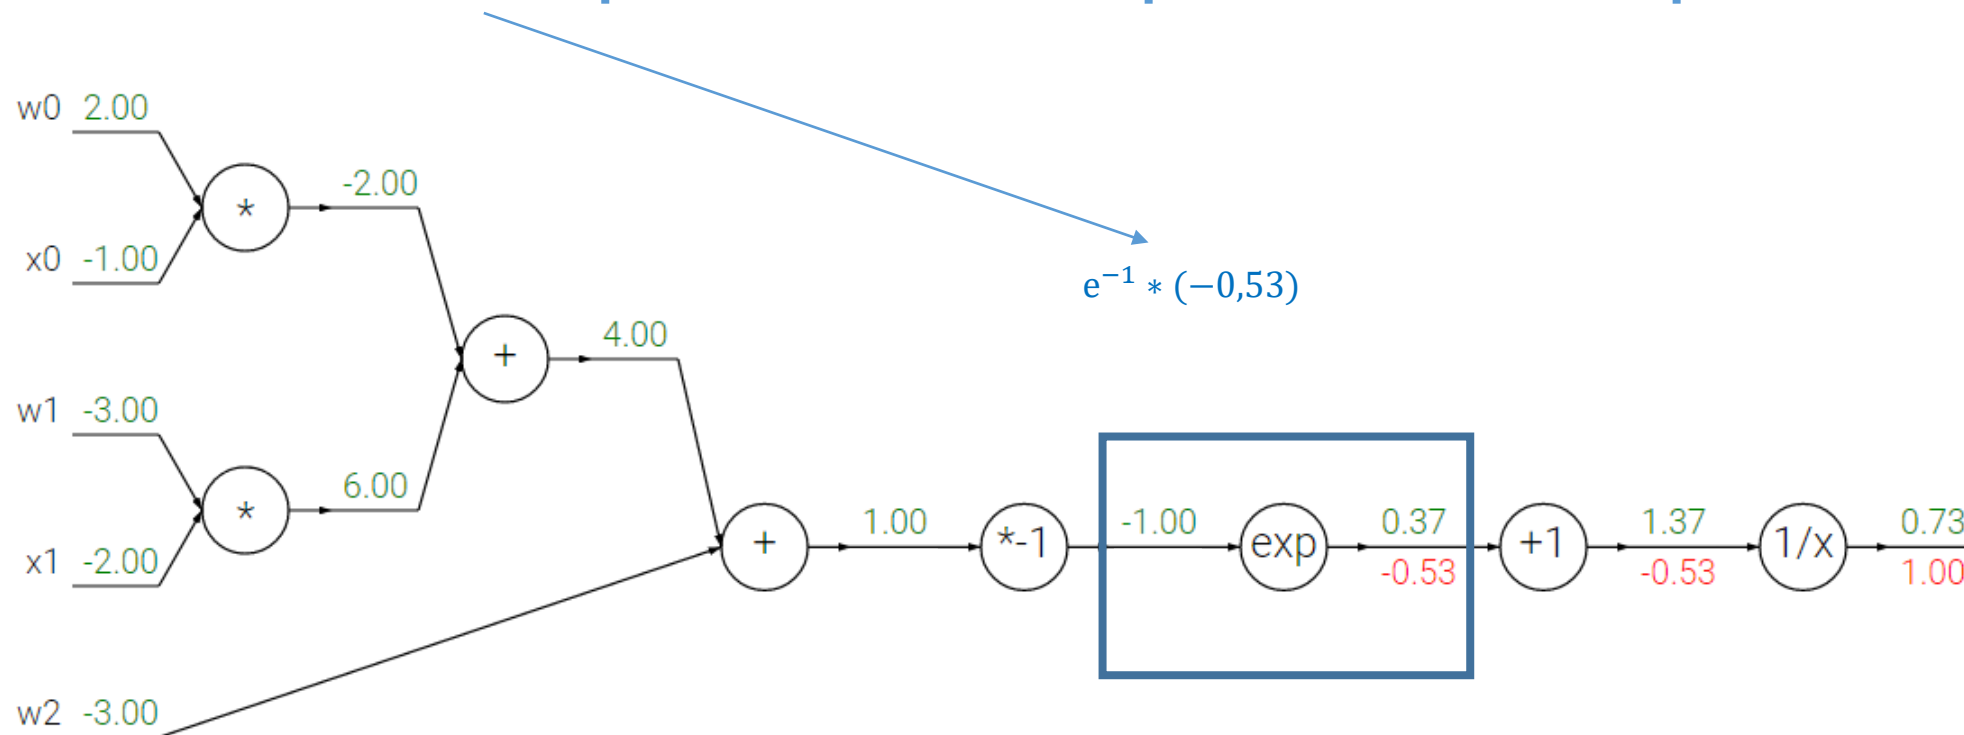 w0 2.00
* -2.00
x0 -1.00
e⁻¹ * (−0,53)
+ 4.00
w1 -3.00
* 6.00
x1 -2.00
+ 1.00 *-1 -1.00 exp 0.37 +1 1.37 1/x 0.73
-0.53 -0.53 1.00
w2 -3.00